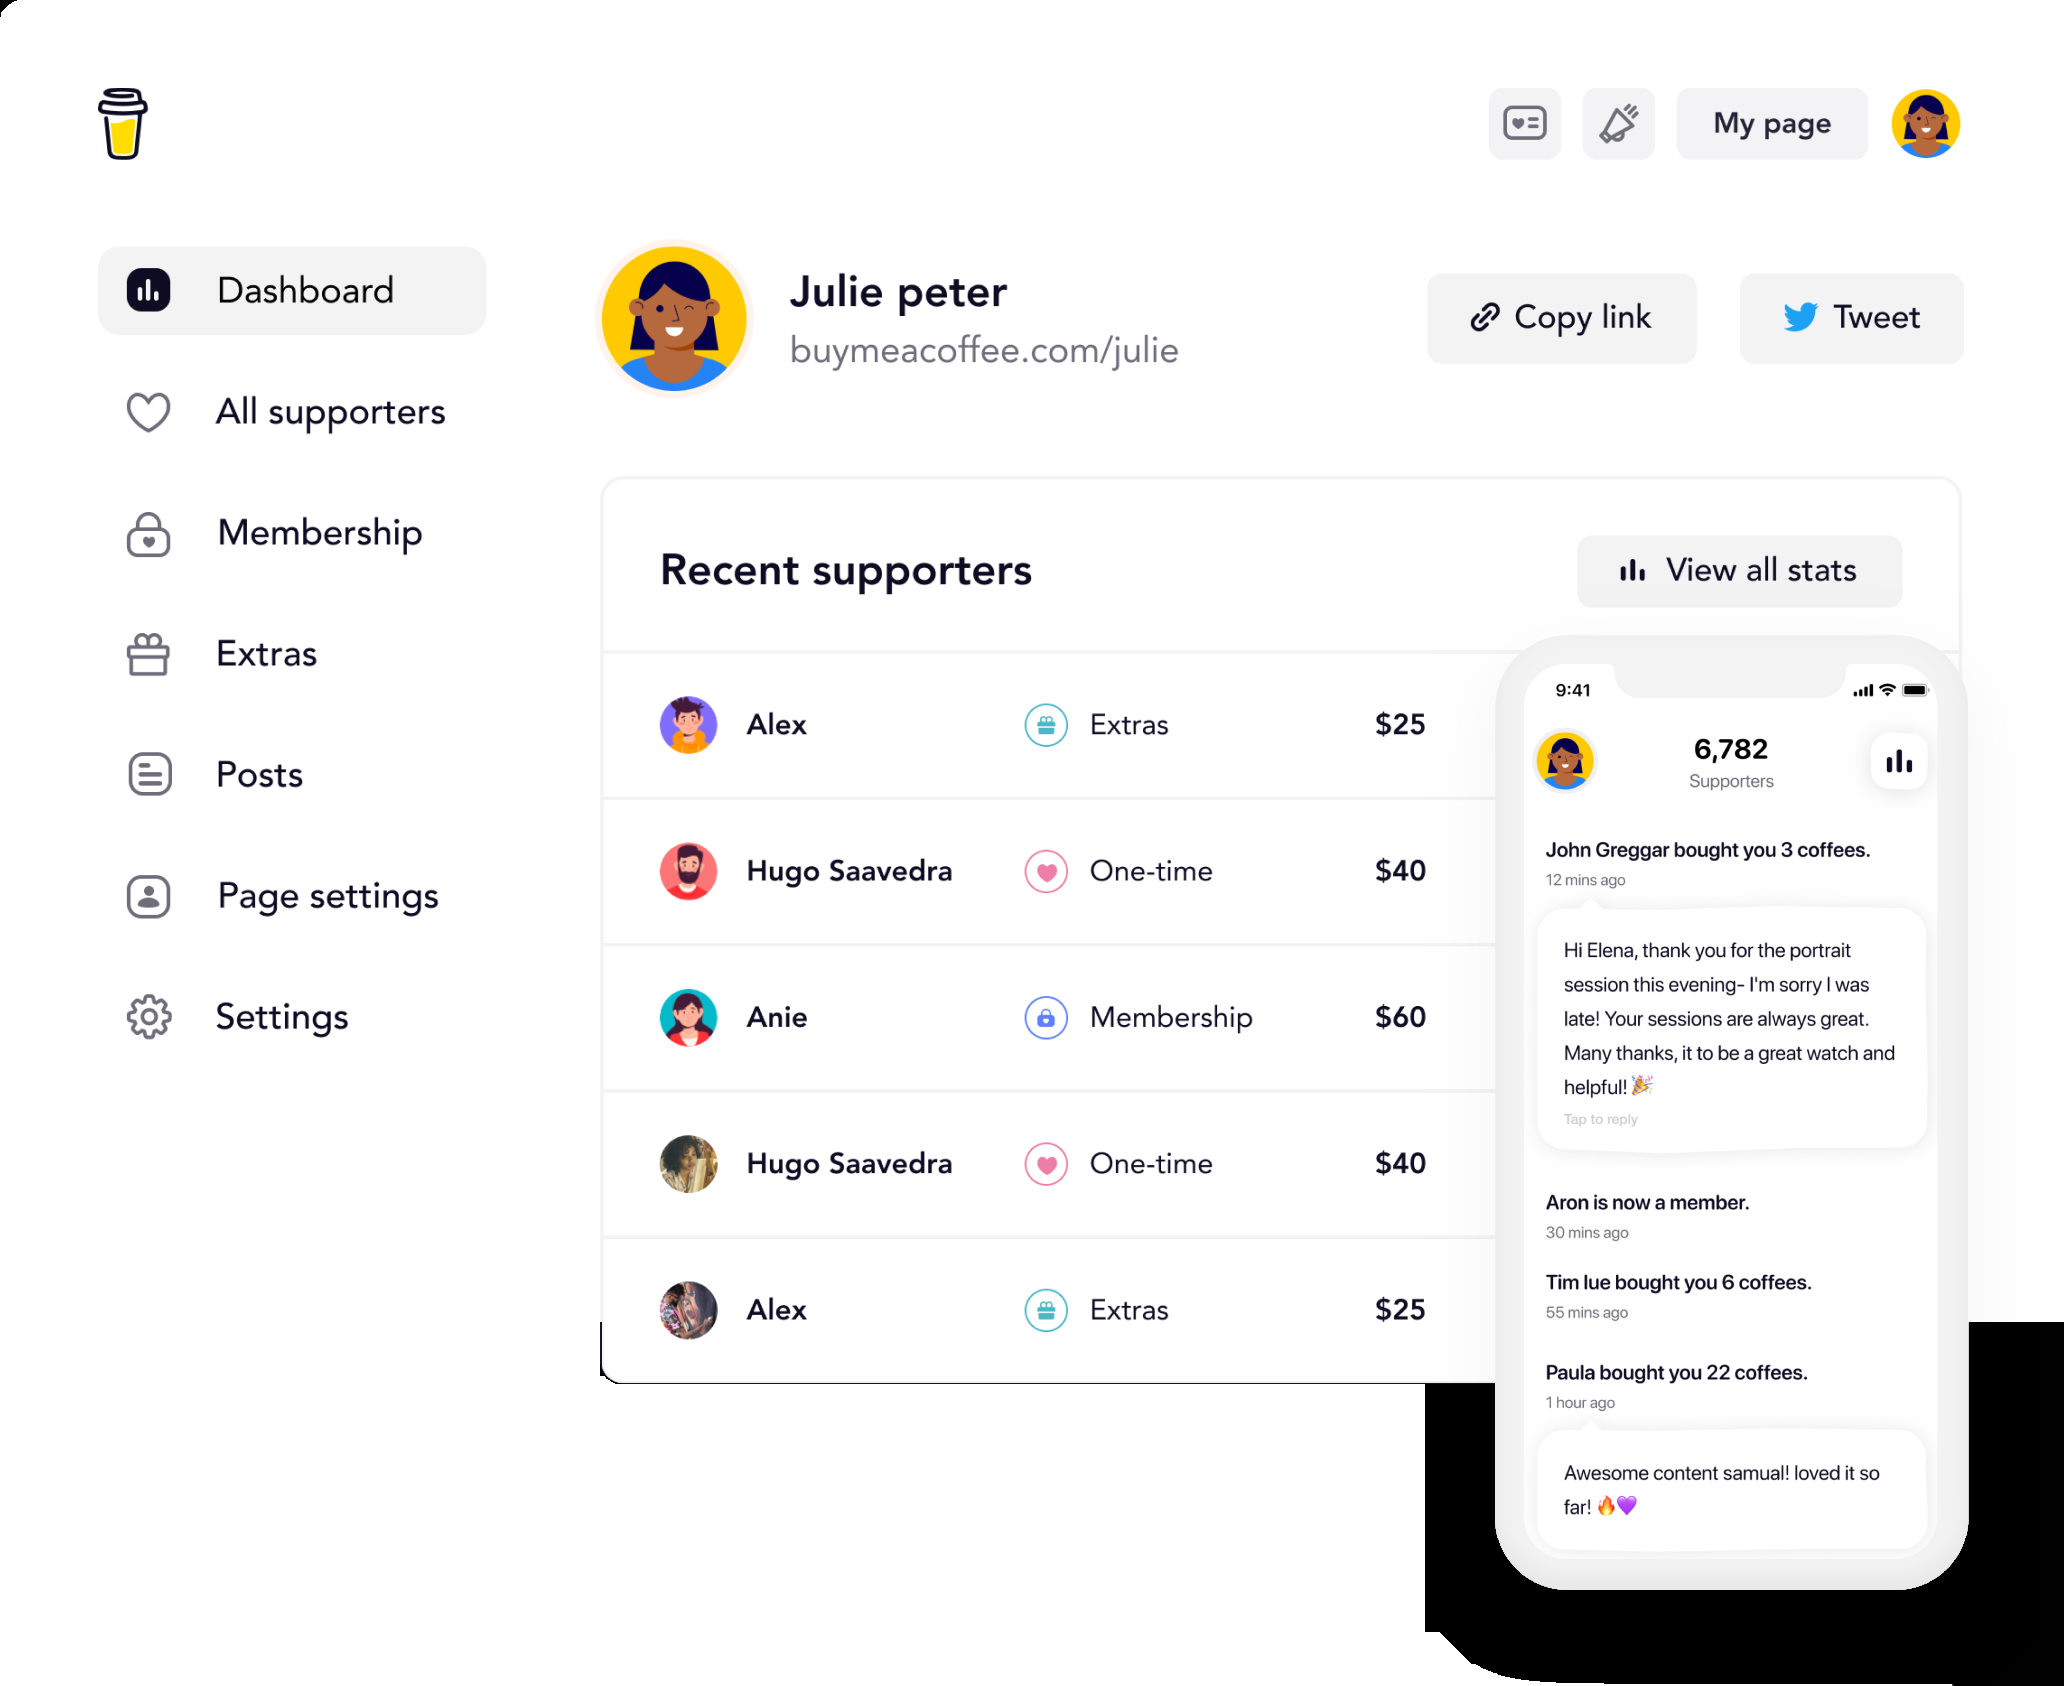 My page
Dashboard
All supporters
Membership
Extras
Posts
Page settings
Settings
Julie peter
buymeacoffee.com/julie
Copy link
Tweet
Recent supporters
View all stats
Alex Extras $25
Hugo Saavedra One-time $40
Anie Membership $60
Hugo Saavedra One-time $40
Alex Extras $25
9:41
6,782
Supporters
John Greggar bought you 3 coffees.
12 mins ago
Hi Elena, thank you for the portrait
session this evening- I'm sorry I was
late! Your sessions are always great.
Many thanks, it to be a great watch and
helpful! 🎉
Tap to reply
Aron is now a member.
30 mins ago
Tim lue bought you 6 coffees.
55 mins ago
Paula bought you 22 coffees.
1 hour ago
Awesome content samual! loved it so
far! 🔥💜